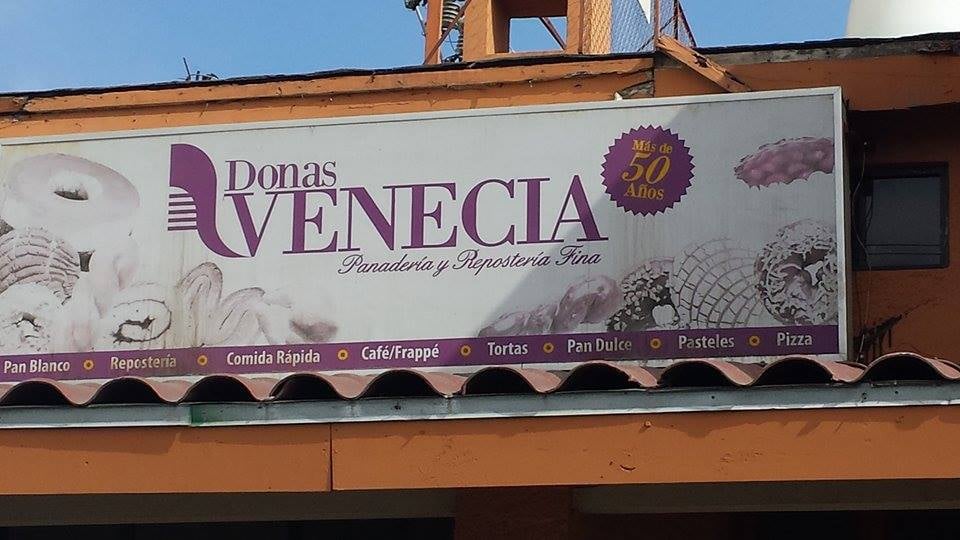 Donas
VENECIA
Panadería y Repostería Fina
Más de
50
Años
Pan Blanco Repostería Comida Rápida Café/Frappé Tortas Pan Dulce Pasteles Pizza